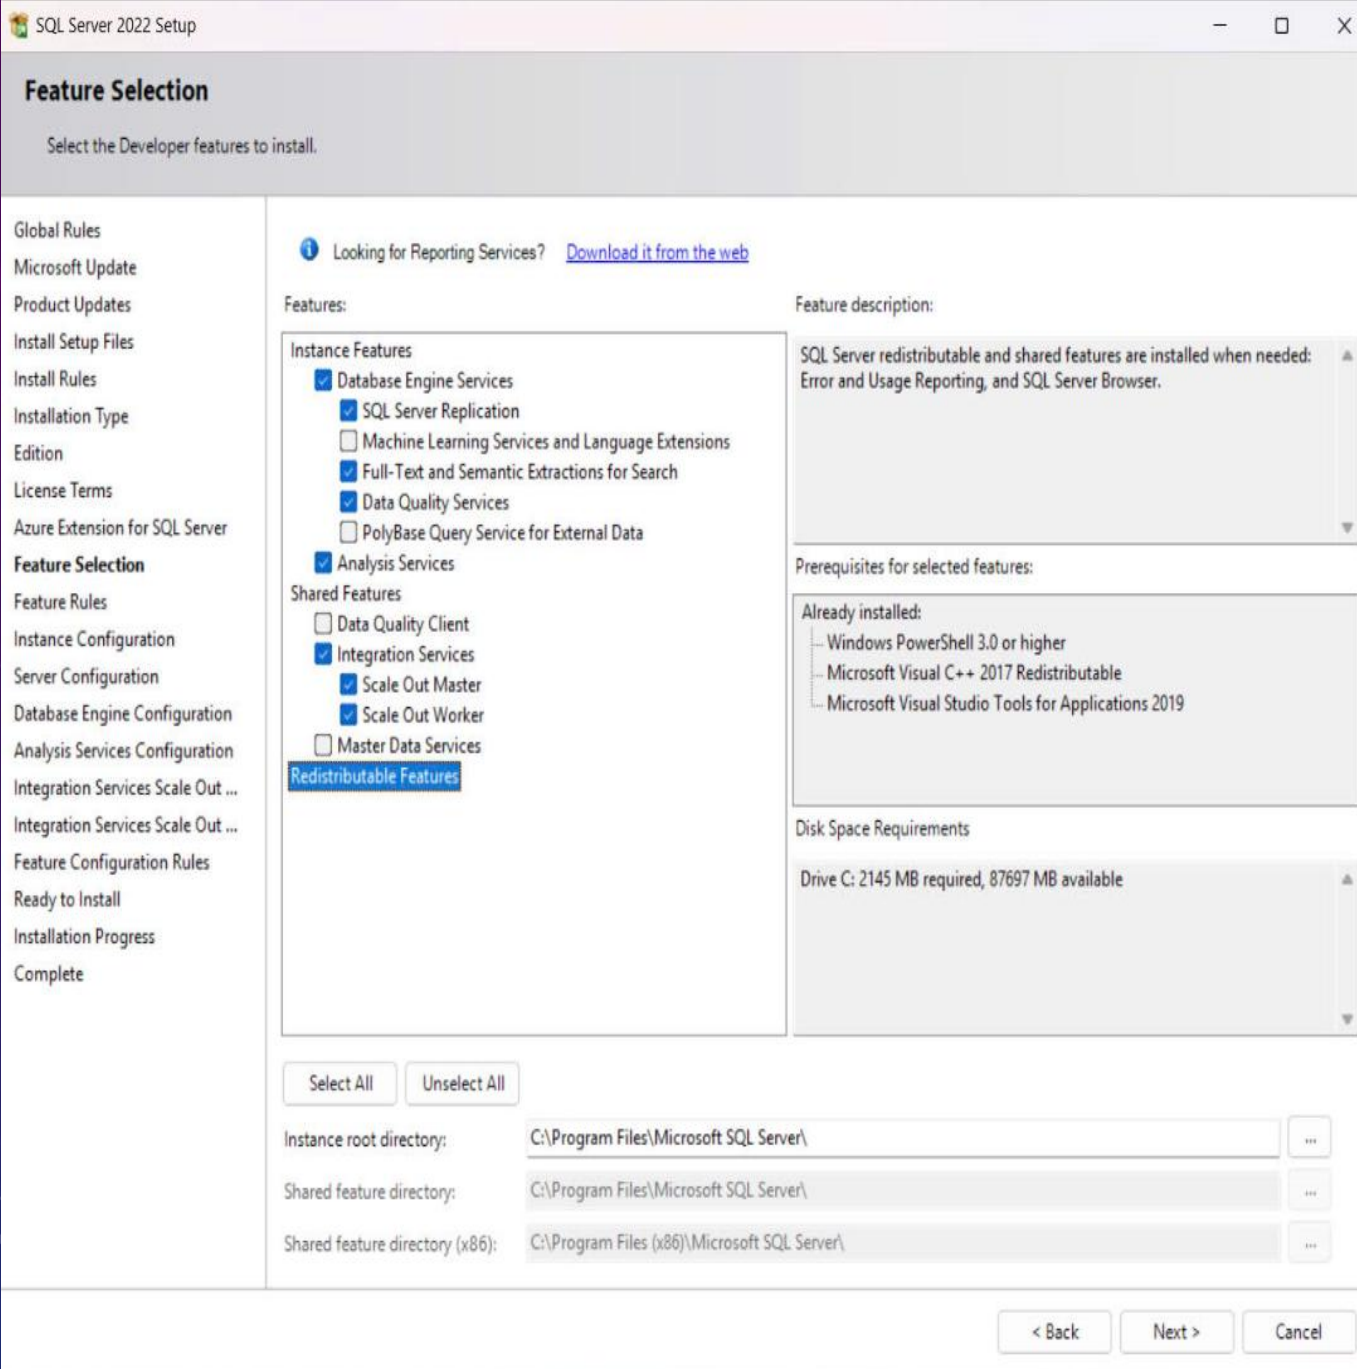 SQL Server 2022 Setup
Feature Selection
Select the Developer features to install.
Global Rules
Microsoft Update
Product Updates
Install Setup Files
Install Rules
Installation Type
Edition
License Terms
Azure Extension for SQL Server
Feature Selection
Feature Rules
Instance Configuration
Server Configuration
Database Engine Configuration
Analysis Services Configuration
Integration Services Scale Out ...
Integration Services Scale Out ...
Feature Configuration Rules
Ready to Install
Installation Progress
Complete
Looking for Reporting Services? Download it from the web
Features:
Instance Features
Database Engine Services
SQL Server Replication
Machine Learning Services and Language Extensions
Full-Text and Semantic Extractions for Search
Data Quality Services
PolyBase Query Service for External Data
Analysis Services
Shared Features
Data Quality Client
Integration Services
Scale Out Master
Scale Out Worker
Master Data Services
Redistributable Features
Feature description:
SQL Server redistributable and shared features are installed when needed:
Error and Usage Reporting, and SQL Server Browser.
Prerequisites for selected features:
Already installed:
Windows PowerShell 3.0 or higher
Microsoft Visual C++ 2017 Redistributable
Microsoft Visual Studio Tools for Applications 2019
Disk Space Requirements
Drive C: 2145 MB required, 87697 MB available
Select All Unselect All
Instance root directory: C:\Program Files\Microsoft SQL Server\ ...
Shared feature directory: C:\Program Files\Microsoft SQL Server\ ...
Shared feature directory (x86): C:\Program Files (x86)\Microsoft SQL Server\ ...
< Back Next > Cancel